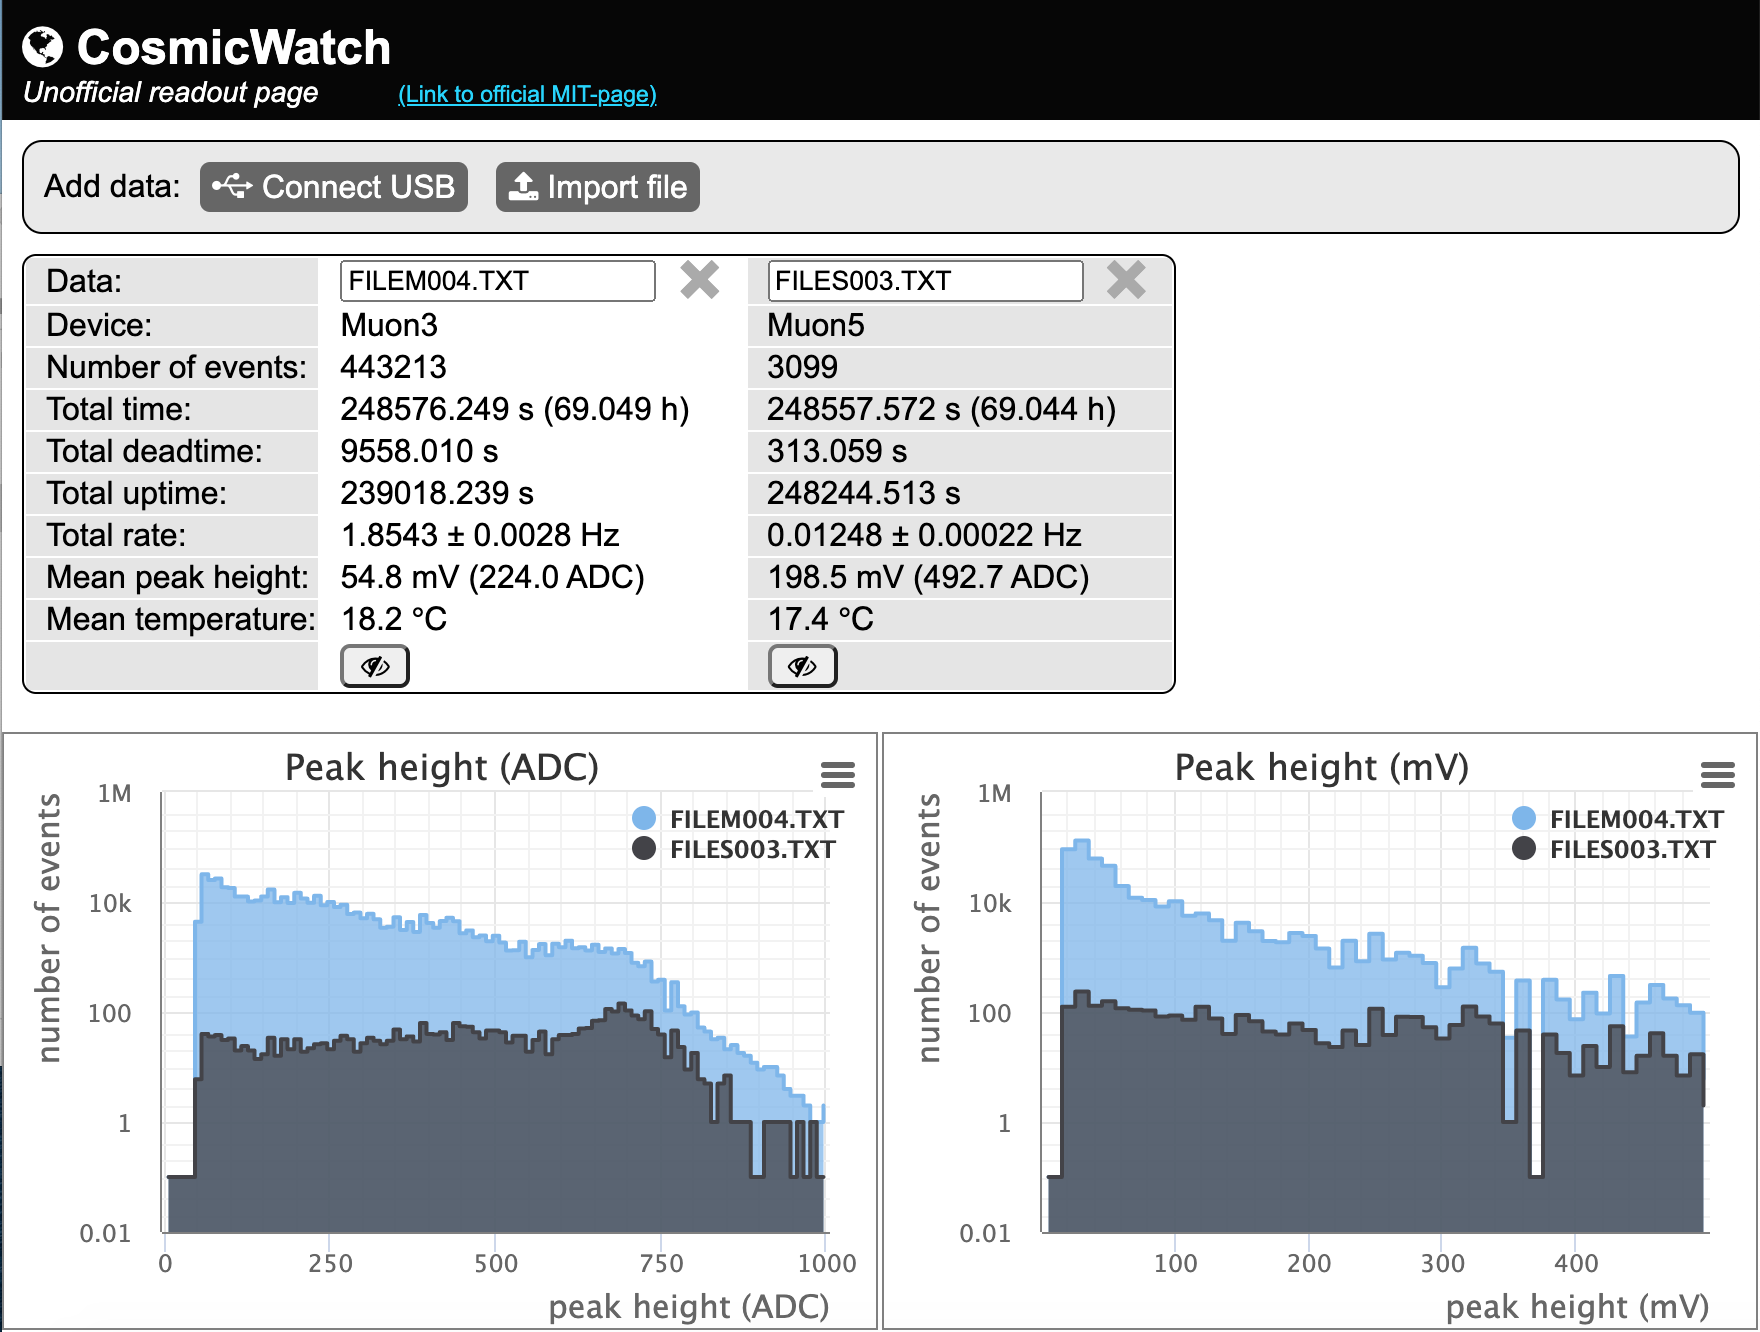 CosmicWatch
Unofficial readout page (Link to official MIT-page)
Add data: Connect USB Import file
Data: FILEM004.TXT FILES003.TXT
Device: Muon3 Muon5
Number of events: 443213 3099
Total time: 248576.249 s (69.049 h) 248557.572 s (69.044 h)
Total deadtime: 9558.010 s 313.059 s
Total uptime: 239018.239 s 248244.513 s
Total rate: 1.8543 ± 0.0028 Hz 0.01248 ± 0.00022 Hz
Mean peak height: 54.8 mV (224.0 ADC) 198.5 mV (492.7 ADC)
Mean temperature: 18.2 °C 17.4 °C
Peak height (ADC)
number of events
1M
10k
100
1
0.01
FILEM004.TXT
FILES003.TXT
0 250 500 750 1000
peak height (ADC)
Peak height (mV)
number of events
1M
10k
100
1
0.01
FILEM004.TXT
FILES003.TXT
100 200 300 400
peak height (mV)